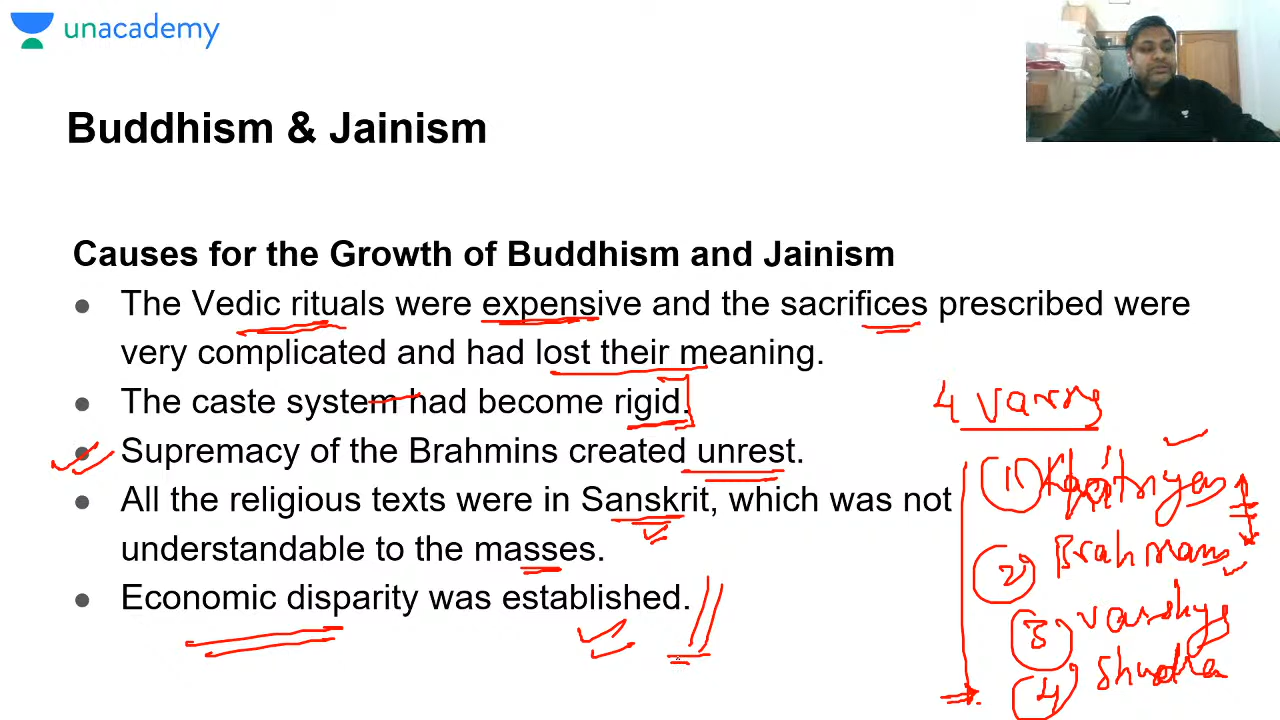 unacademy
Buddhism & Jainism
Causes for the Growth of Buddhism and Jainism
● The Vedic rituals were expensive and the sacrifices prescribed were
very complicated and had lost their meaning.
● The caste system had become rigid.
● Supremacy of the Brahmins created unrest.
● All the religious texts were in Sanskrit, which was not
understandable to the masses.
● Economic disparity was established.
4 Varns
1
2 Brahmans
3
4 Shudra